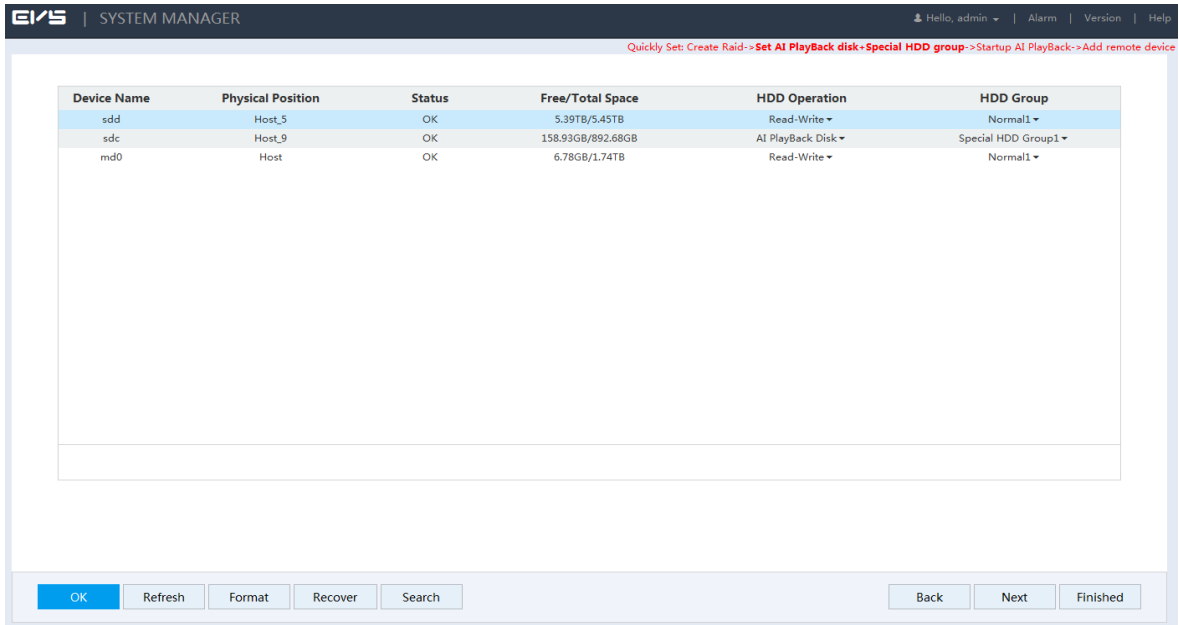 EVS | SYSTEM MANAGER Hello, admin | Alarm | Version | Help
Quickly Set: Create Raid->Set AI PlayBack disk+Special HDD group->Startup AI PlayBack->Add remote device
Device Name Physical Position Status Free/Total Space HDD Operation HDD Group
sdd Host_5 OK 5.39TB/5.45TB Read-Write Normal1
sdc Host_9 OK 158.93GB/892.68GB AI PlayBack Disk Special HDD Group1
md0 Host OK 6.78GB/1.74TB Read-Write Normal1
OK Refresh Format Recover Search Back Next Finished